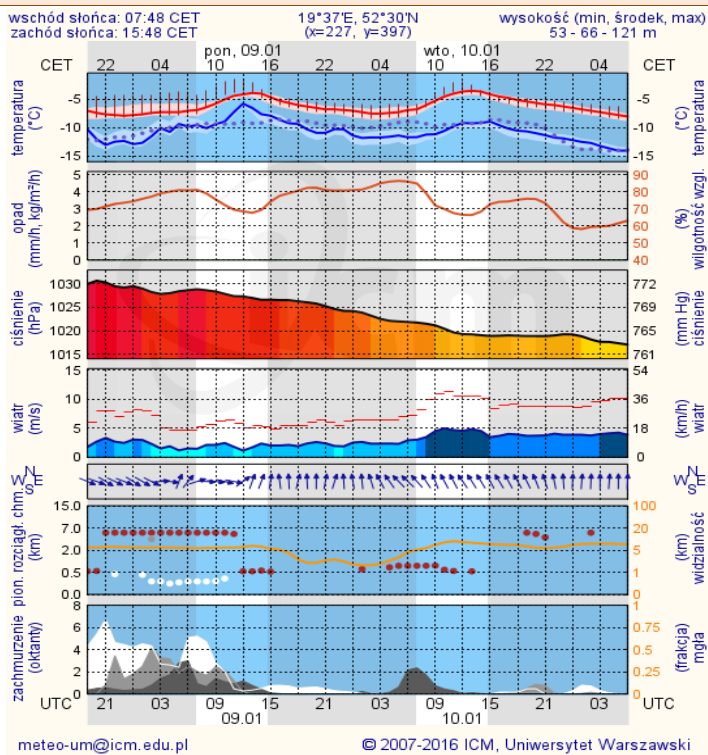 wschód słońca: 07:48 CET 19°37'E, 52°30'N wysokość (min, środek, max)
zachód słońca: 15:48 CET (x=227, y=397) 53 - 66 - 121 m
pon, 09.01 wto, 10.01
CET 22 04 10 16 22 04 10 16 22 04 CET
temperatura (°C) -5 -10 -15 -5 -10 -15 temperatura (°C)
opad (mm/h, kg/m²/h) 5 4 3 2 1 0 90 80 70 60 50 40 (%) wilgotność wzgl.
ciśnienie (hPa) 1030 1025 1020 1015 772 769 765 761 (mm Hg) ciśnienie
wiatr (m/s) 15 10 5 0 54 36 18 0 (km/h) wiatr
N W E S N W E S
pion. rozciągł. chm. (km) 15.0 7.0 2.0 0.5 0.0 100 20 5 1 0 (km) widzialność
zachmurzenie (oktanty) 8 6 4 2 0 1 0.75 0.5 0.25 0 (frakcja) mgła
UTC 21 03 09 15 21 03 09 15 21 03 UTC
09.01 10.01
meteo-um@icm.edu.pl © 2007-2016 ICM, Uniwersytet Warszawski